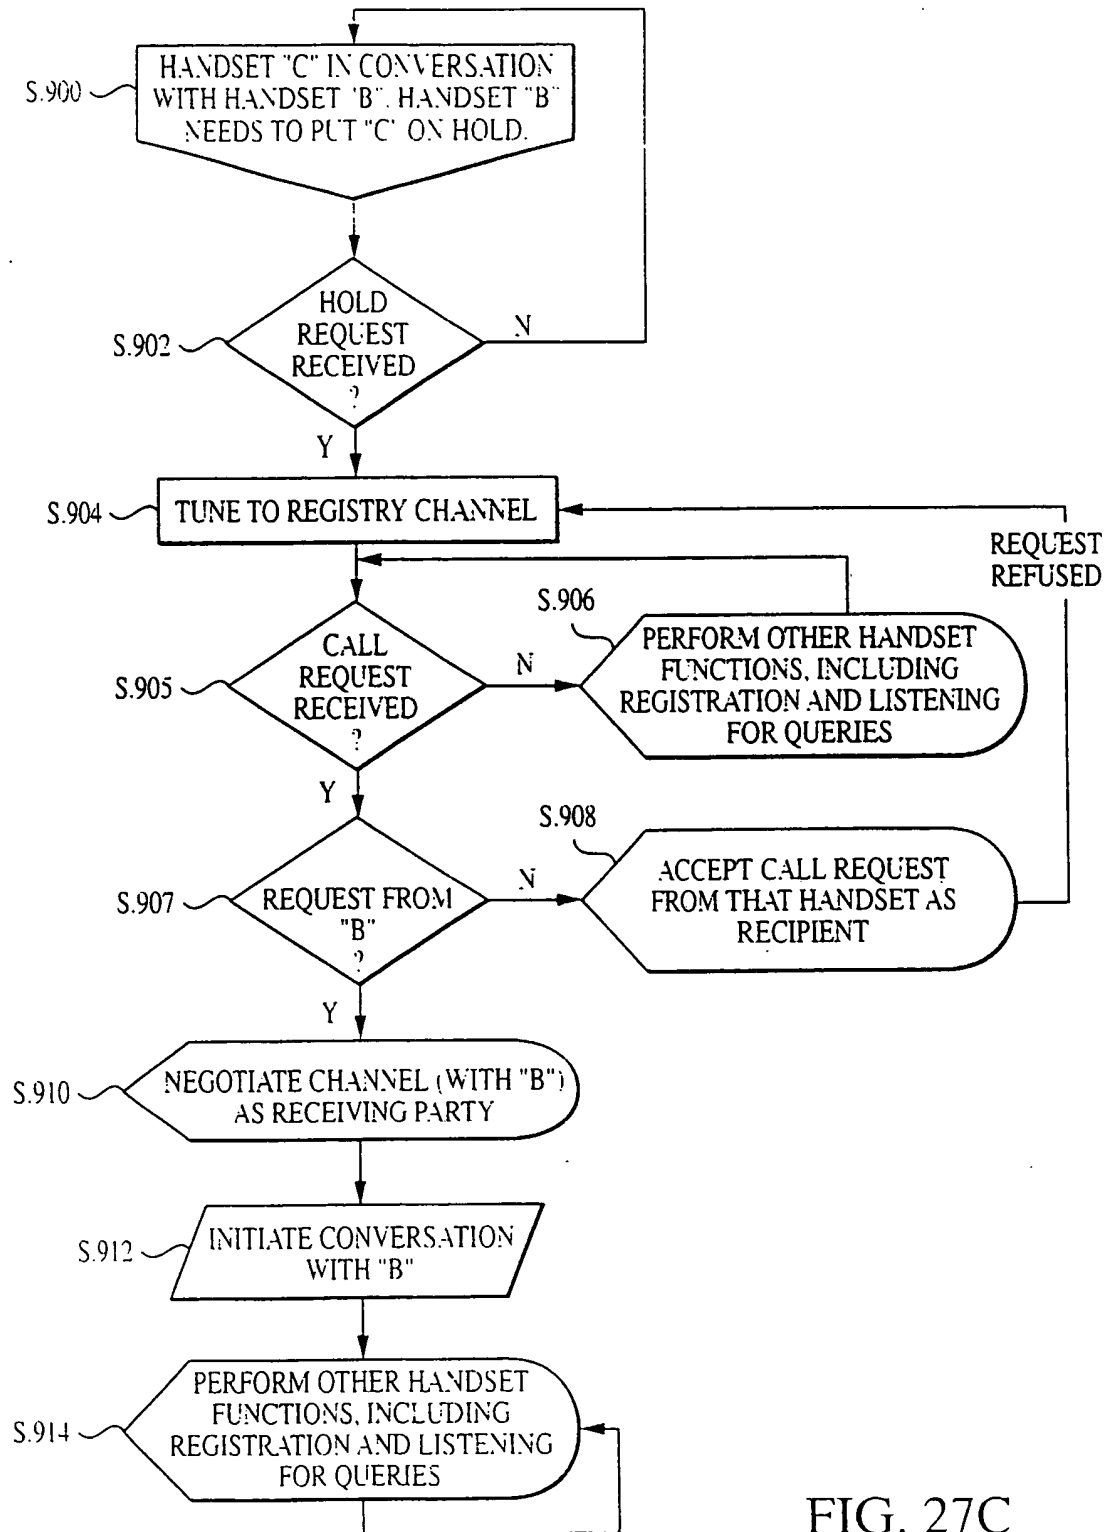 S.900
HANDSET "C" IN CONVERSATION
WITH HANDSET "B". HANDSET "B"
NEEDS TO PUT "C" ON HOLD.
S.902
HOLD
REQUEST
RECEIVED
?
N
Y
S.904
TUNE TO REGISTRY CHANNEL
REQUEST
REFUSED
S.905
CALL
REQUEST
RECEIVED
?
N
S.906
PERFORM OTHER HANDSET
FUNCTIONS, INCLUDING
REGISTRATION AND LISTENING
FOR QUERIES
Y
S.907
REQUEST FROM
"B"
?
N
S.908
ACCEPT CALL REQUEST
FROM THAT HANDSET AS
RECIPIENT
Y
S.910
NEGOTIATE CHANNEL (WITH "B")
AS RECEIVING PARTY
S.912
INITIATE CONVERSATION
WITH "B"
S.914
PERFORM OTHER HANDSET
FUNCTIONS, INCLUDING
REGISTRATION AND LISTENING
FOR QUERIES
FIG. 27C